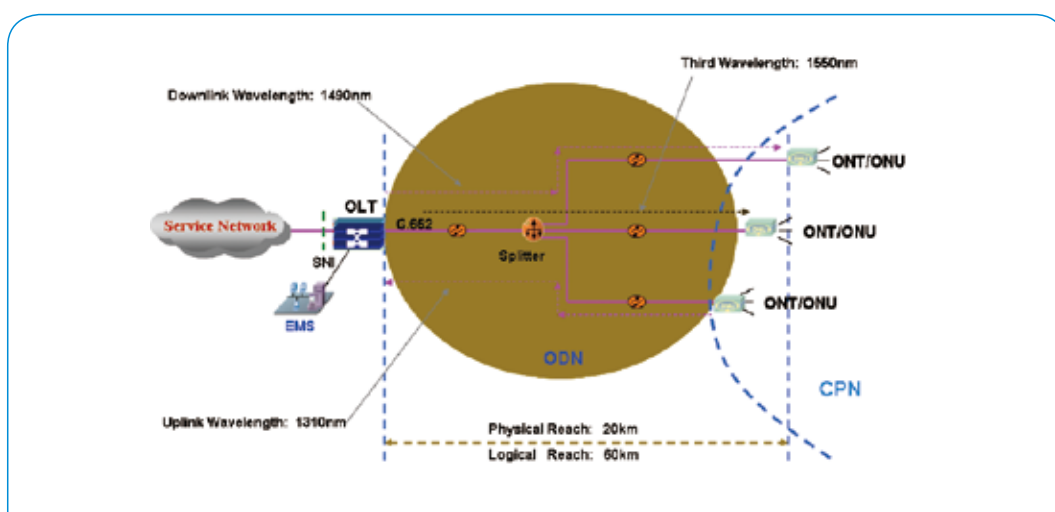 Third Wavelength: 1550nm
Downlink Wavelength: 1490nm
ONT/ONU
OLT
G.652
Service Network
ONT/ONU
Splitter
SNI
ONT/ONU
EMS
ODN
CPN
Uplink Wavelength: 1310nm
Physical Reach: 20km
Logical Reach: 60km